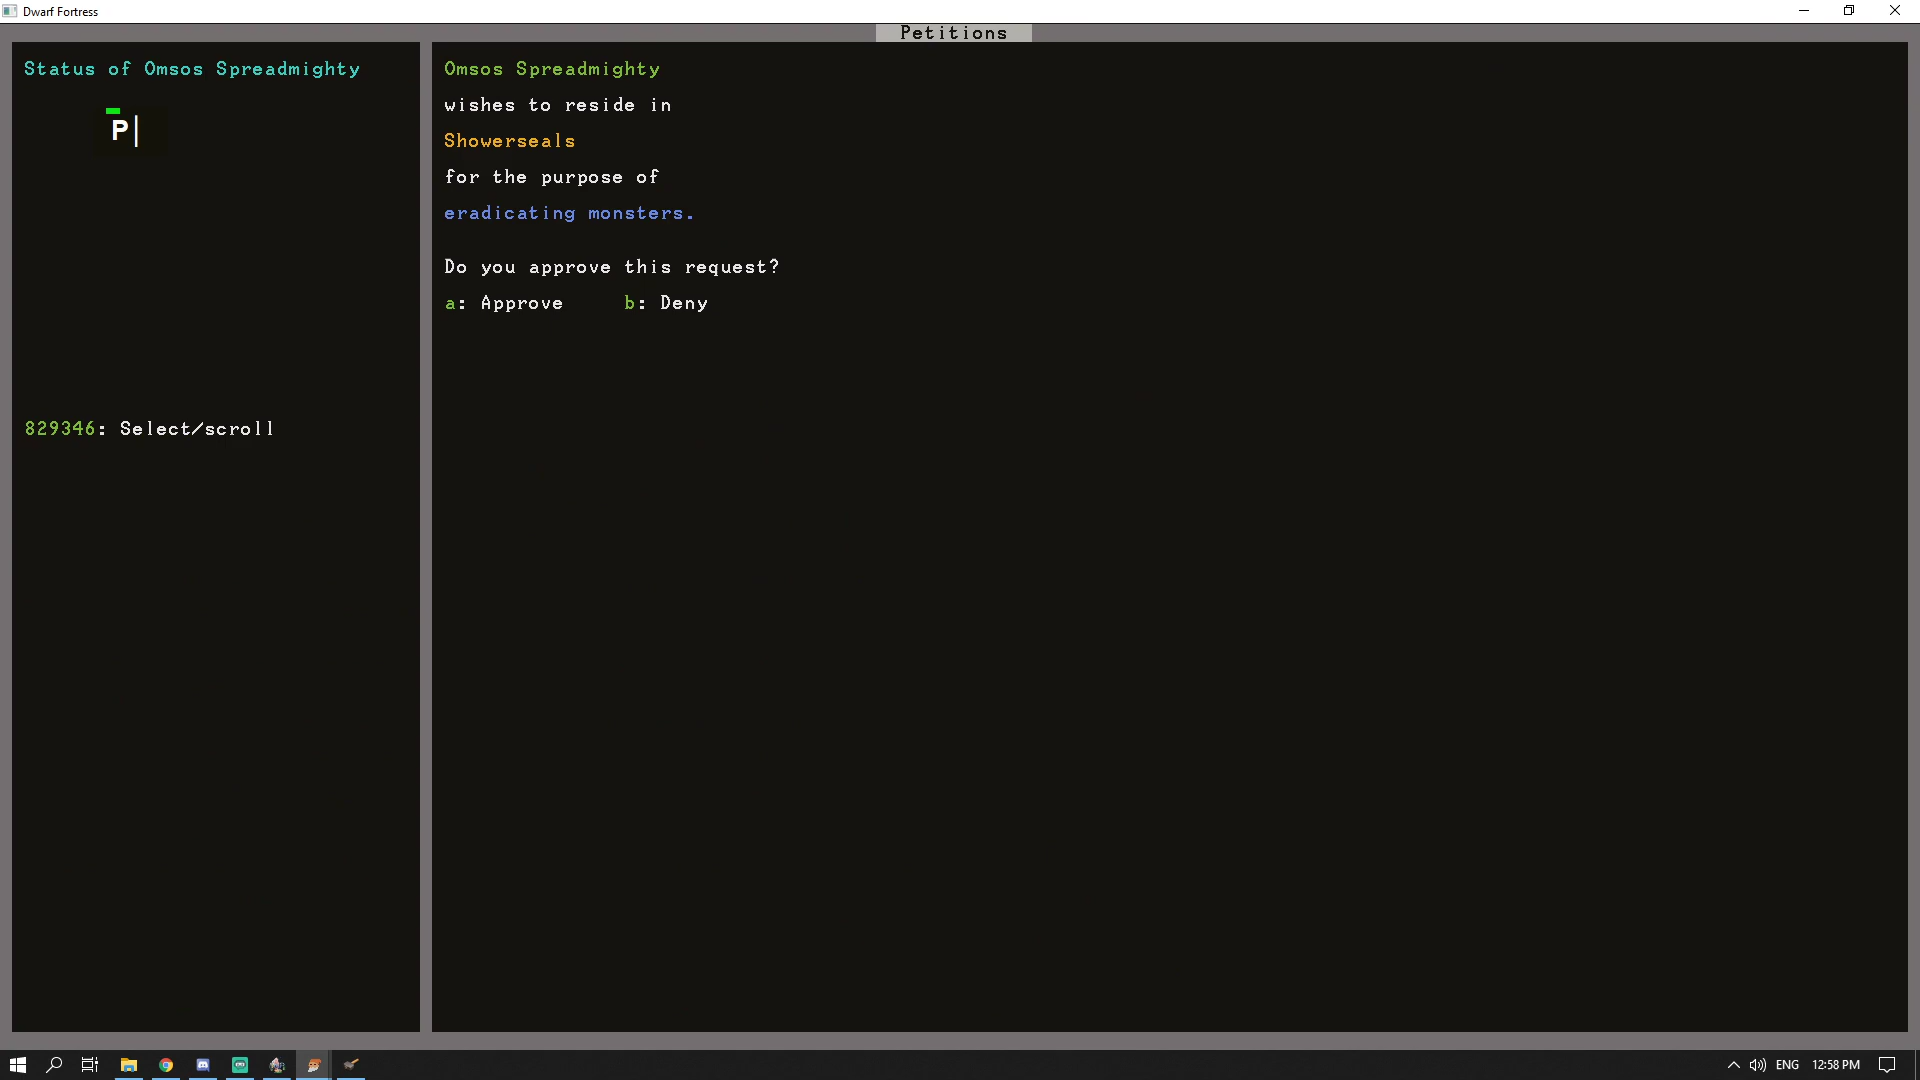 Dwarf Fortress
Petitions
Status of Omsos Spreadmighty
P
829346: Select/scroll
Omsos Spreadmighty
wishes to reside in
Showerseals
for the purpose of
eradicating monsters.
Do you approve this request?
a: Approve b: Deny
ENG 12:58 PM